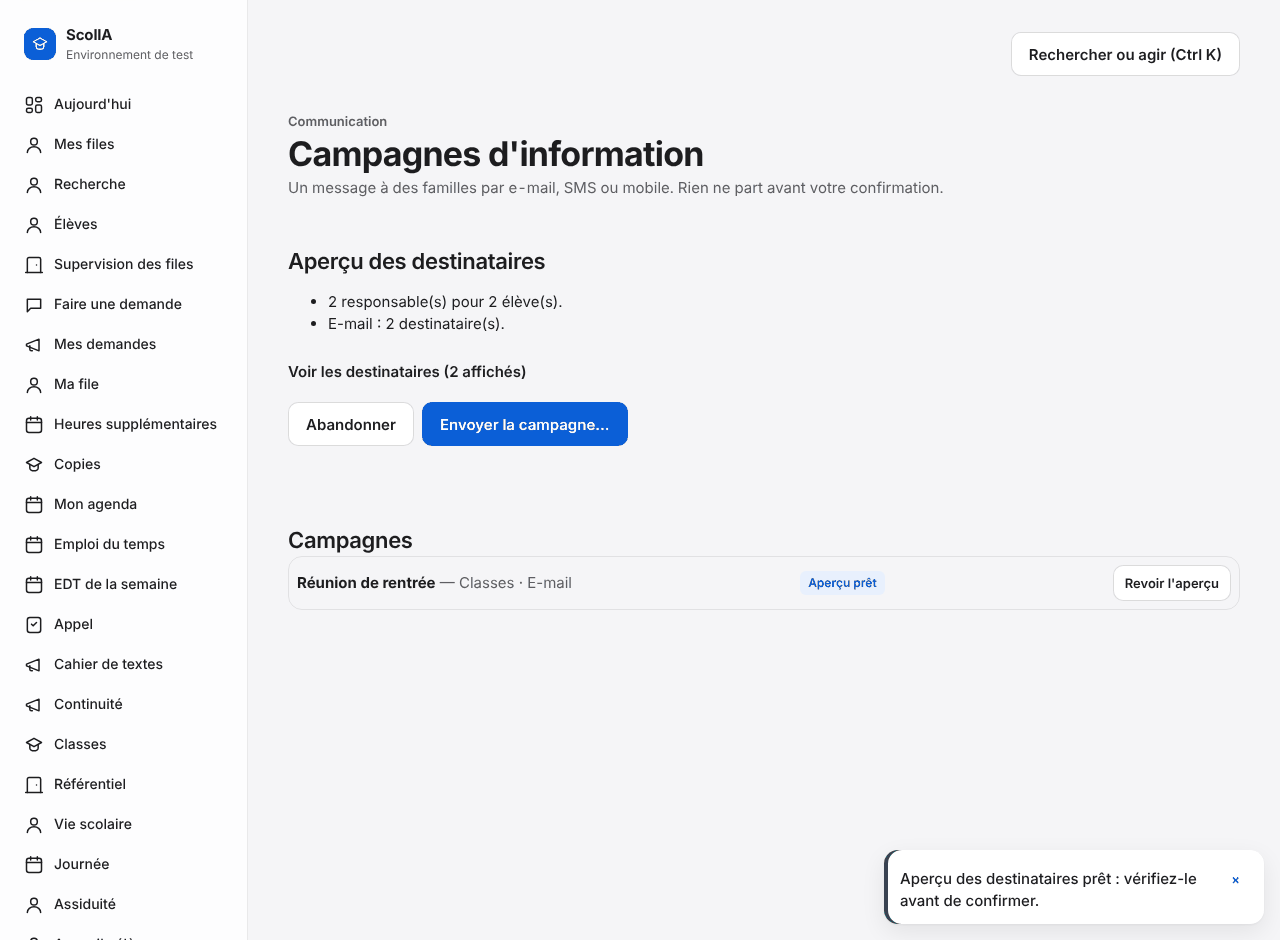 ScolIA
Environnement de test
Aujourd'hui
Mes files
Recherche
Élèves
Supervision des files
Faire une demande
Mes demandes
Ma file
Heures supplémentaires
Copies
Mon agenda
Emploi du temps
EDT de la semaine
Appel
Cahier de textes
Continuité
Classes
Référentiel
Vie scolaire
Journée
Assiduité
Rechercher ou agir (Ctrl K)
Communication
Campagnes d'information
Un message à des familles par e-mail, SMS ou mobile. Rien ne part avant votre confirmation.
Aperçu des destinataires
• 2 responsable(s) pour 2 élève(s).
• E-mail : 2 destinataire(s).
Voir les destinataires (2 affichés)
Abandonner
Envoyer la campagne…
Campagnes
Réunion de rentrée — Classes · E-mail
Aperçu prêt
Revoir l'aperçu
Aperçu des destinataires prêt : vérifiez-le
avant de confirmer.
×